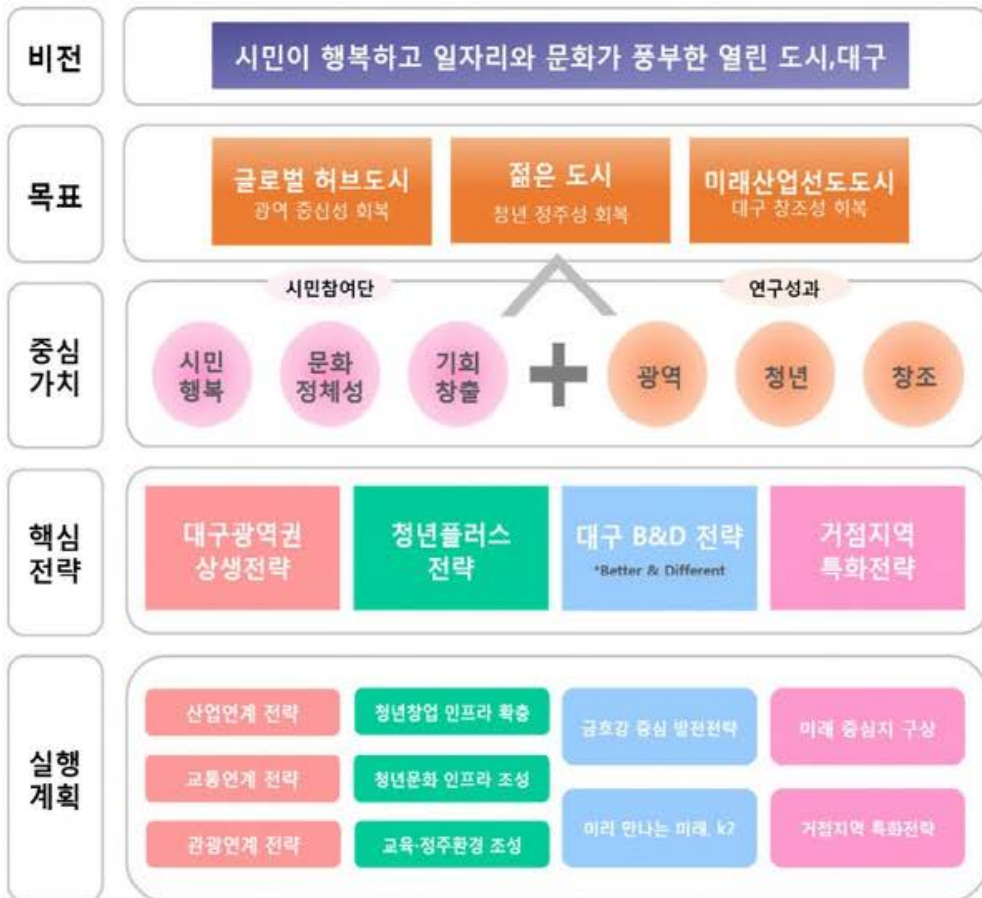 비전
시민이 행복하고 일자리와 문화가 풍부한 열린 도시,대구
목표
글로벌 허브도시
광역 중심성 회복
젊은 도시
청년 정주성 회복
미래산업선도도시
대구 창조성 회복
중심
가치
시민참여단
연구성과
시민
행복
문화
정체성
기회
창출
+
광역
청년
창조
핵심
전략
대구광역권
상생전략
청년플러스
전략
대구 B&D 전략
*Better & Different
거점지역
특화전략
실행
계획
산업연계 전략
교통연계 전략
관광연계 전략
청년창업 인프라 확충
청년문화 인프라 조성
교육·정주환경 조성
금호강 중심 발전전략
미리 만나는 미래, k2
미래 중심지 구상
거점지역 특화전략